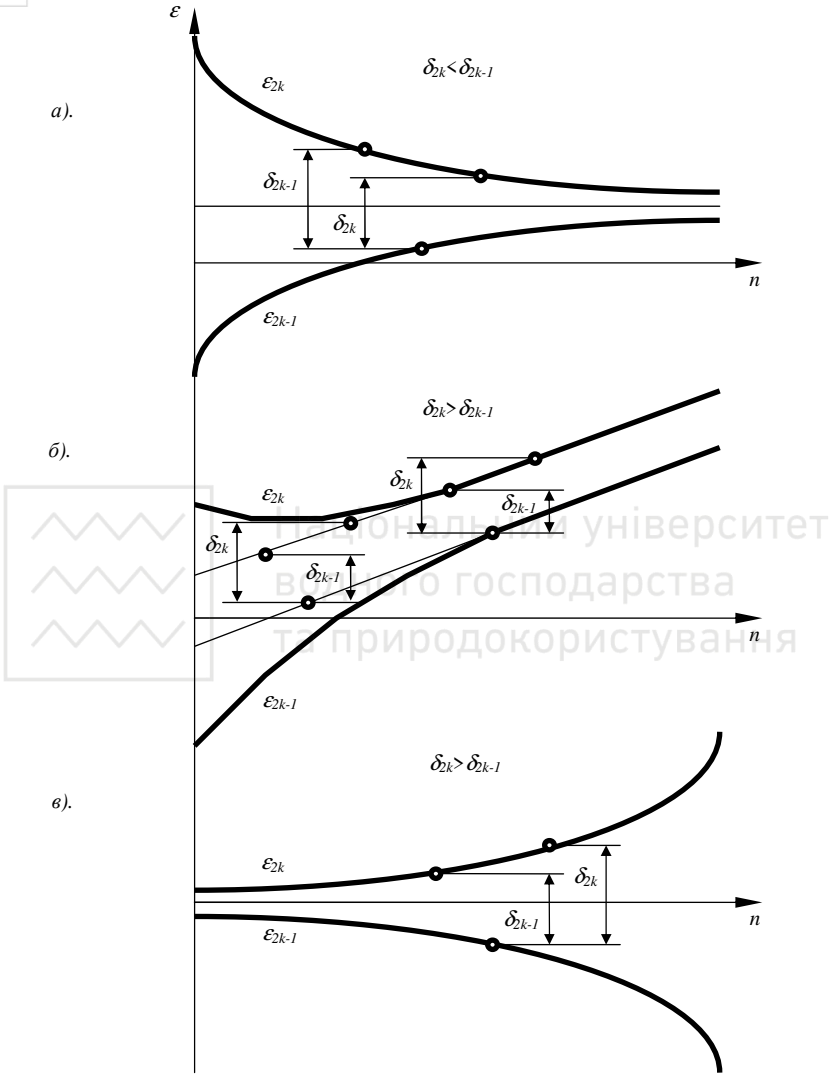 ε
δ2k<δ2k-1
ε2k
а).
δ2k-1
δ2k
n
ε2k-1
δ2k>δ2k-1
б).
δ2k
ε2k
δ2k-1
Національний університет
δ2k
δ2k-1
водного господарства
n
та природокористування
ε2k-1
δ2k>δ2k-1
в).
ε2k
δ2k
δ2k-1
n
ε2k-1